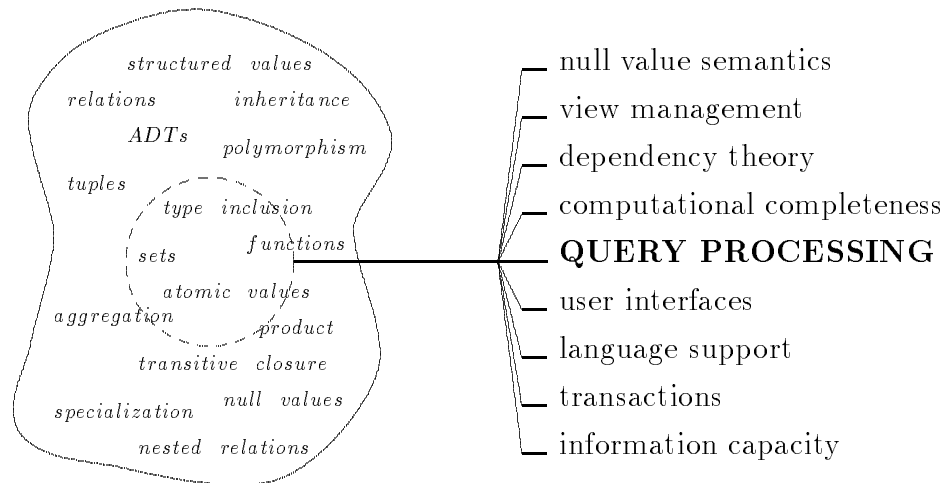 structured values
relations inheritance
ADTs
polymorphism
tuples
type inclusion
functions
sets
atomic values
aggregation
product
transitive closure
null values
specialization
nested relations
null value semantics
view management
dependency theory
computational completeness
QUERY PROCESSING
user interfaces
language support
transactions
information capacity